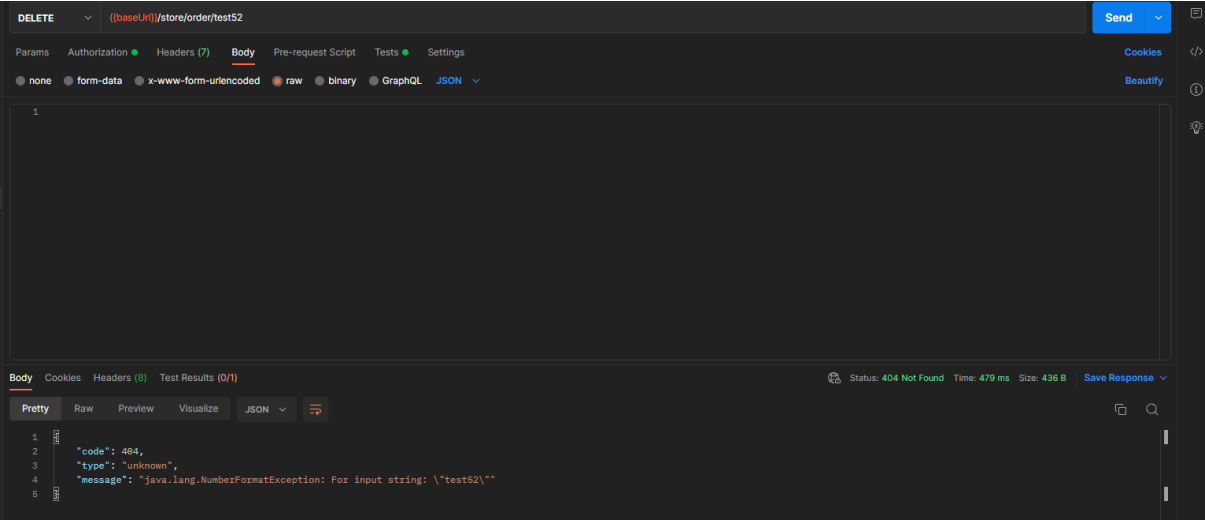 DELETE {{baseUrl}}/store/order/test52 Send
Params Authorization Headers (7) Body Pre-request Script Tests Settings Cookies
none form-data x-www-form-urlencoded raw binary GraphQL JSON Beautify
1
Body Cookies Headers (8) Test Results (0/1) Status: 404 Not Found Time: 479 ms Size: 436 B Save Response
Pretty Raw Preview Visualize JSON
1 {
2 "code": 404,
3 "type": "unknown",
4 "message": "java.lang.NumberFormatException: For input string: \"test52\""
5 }